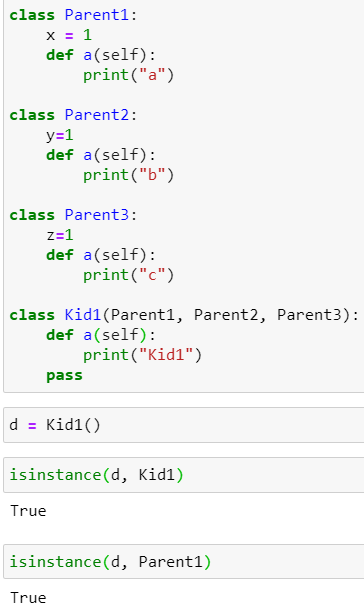 class Parent1:
    x = 1
    def a(self):
        print("a")

class Parent2:
    y=1
    def a(self):
        print("b")

class Parent3:
    z=1
    def a(self):
        print("c")

class Kid1(Parent1, Parent2, Parent3):
    def a(self):
        print("Kid1")
    pass

d = Kid1()

isinstance(d, Kid1)

True

isinstance(d, Parent1)

True